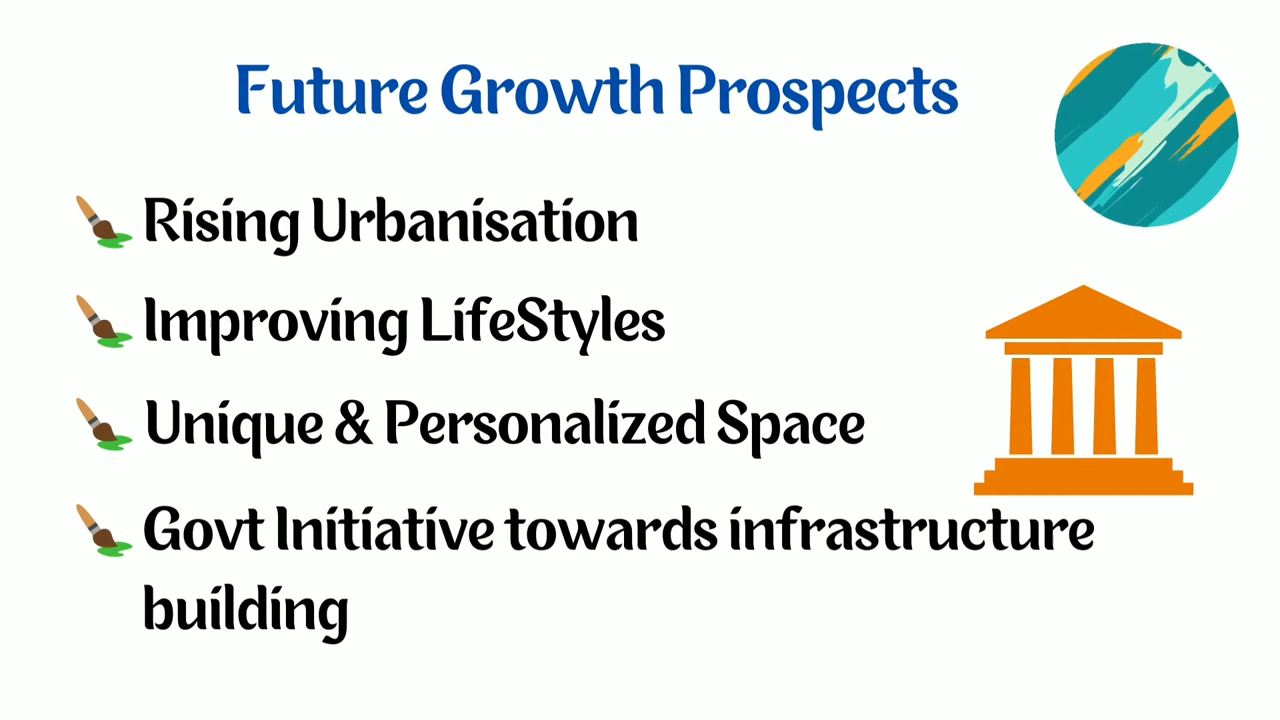 Future Growth Prospects
Rising Urbanisation
Improving LifeStyles
Unique & Personalized Space
Govt Initiative towards infrastructure
building